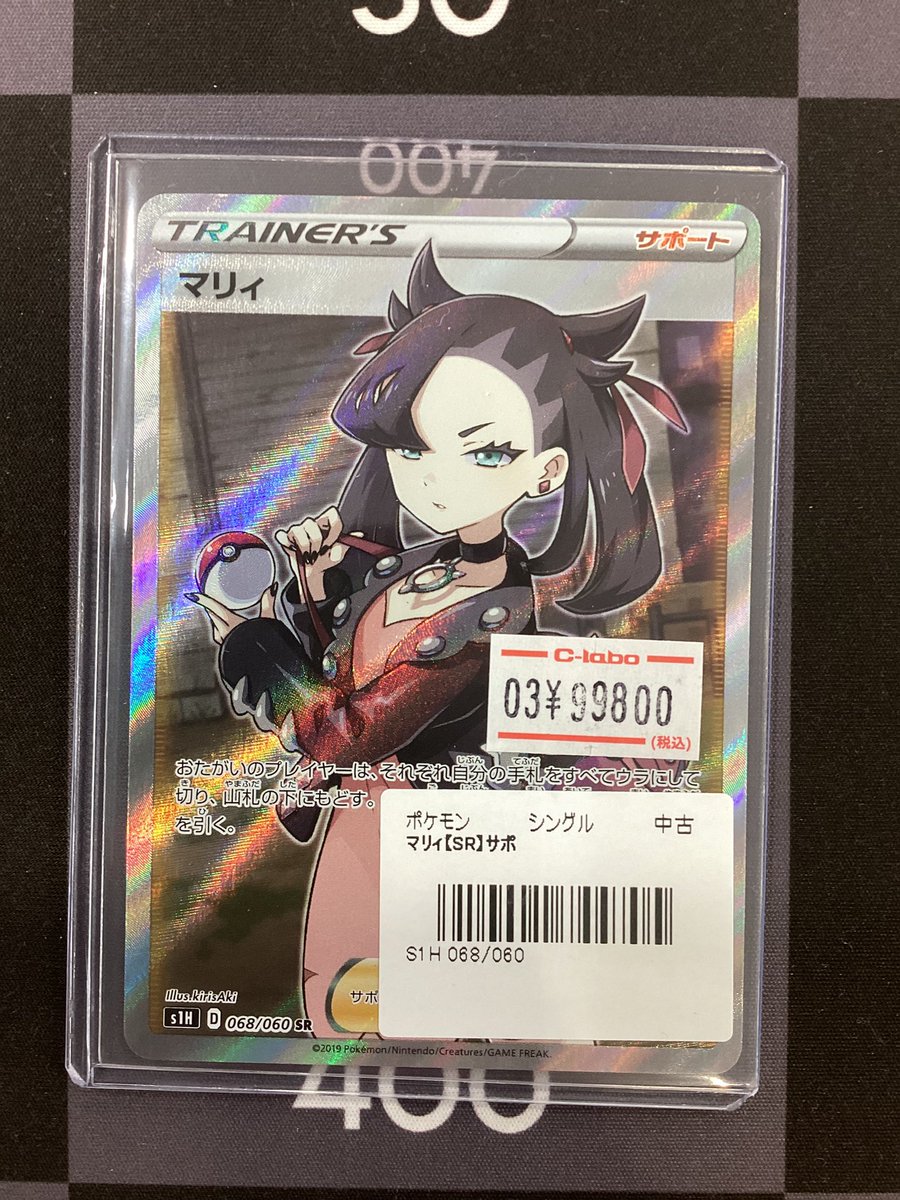 400
TRAINER'S サポート
マリィ
C-labo
03¥99800
(税込)
おたがいのプレイヤーは、それぞれ自分の手札をすべてウラにして
切り、山札の下にもどす。
を引く。
ポケモン シングル 中古
マリィ【SR】サポ
S1H 068/060
サポ
Illus.kirisAki
s1H D 068/060 SR
©2019 Pokémon/Nintendo/Creatures/GAME FREAK.
400